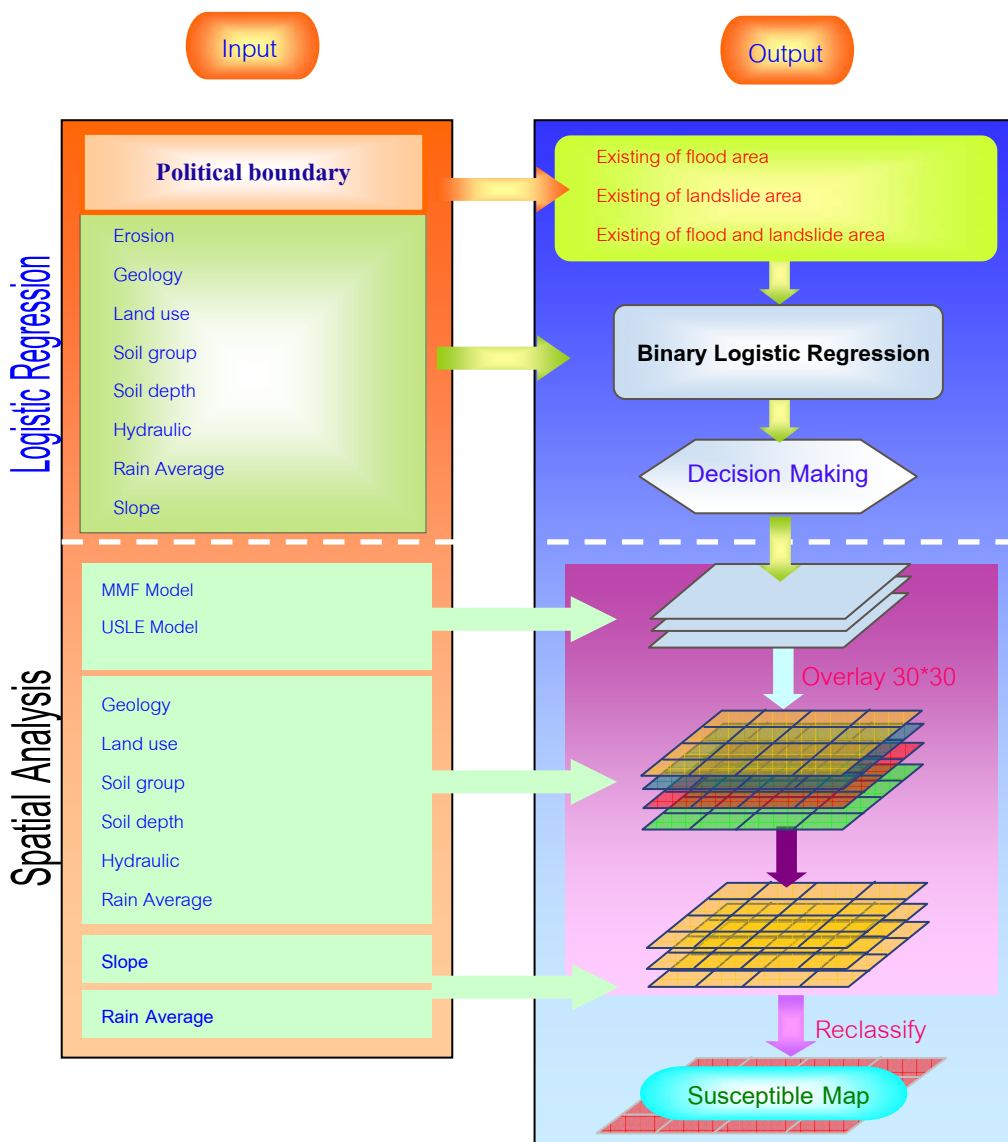 Input
Output
Logistic Regression
Political boundary
Erosion
Geology
Land use
Soil group
Soil depth
Hydraulic
Rain Average
Slope
Existing of flood area
Existing of landslide area
Existing of flood and landslide area
Binary Logistic Regression
Decision Making
Spatial Analysis
MMF Model
USLE Model
Geology
Land use
Soil group
Soil depth
Hydraulic
Rain Average
Slope
Rain Average
Overlay 30*30
Reclassify
Susceptible Map